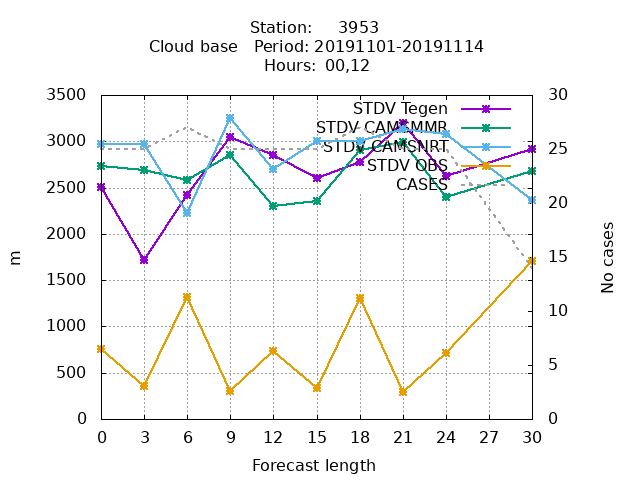 Station: 3953
Cloud base Period: 20191101-20191114
Hours: 00,12
3500 30
STDV Tegen
STDV CAMSMMR
3000
STDV CAMSNRT
25
STDV OBS
2500
CASES
20
2000
m
No cases
15
1500
10
1000
500 5
0 0
0 3 6 9 12 15 18 21 24 27 30
Forecast length